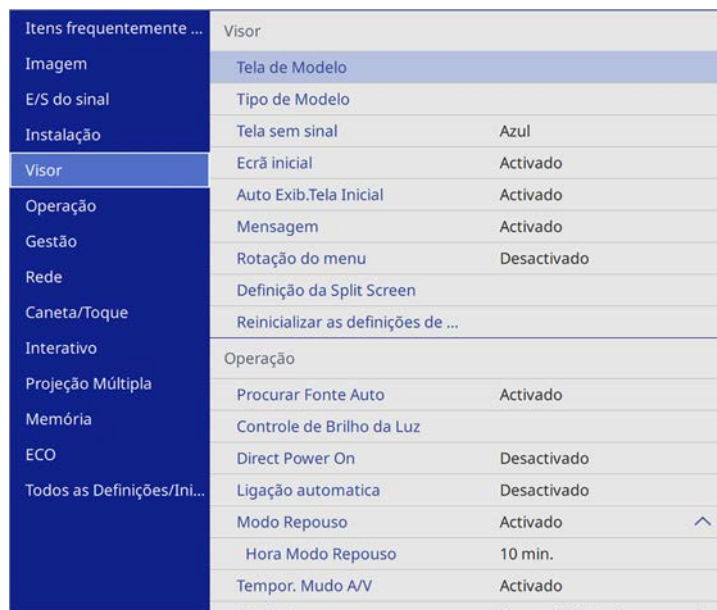 Itens frequentemente ...
Imagem
E/S do sinal
Instalação
Visor
Operação
Gestão
Rede
Caneta/Toque
Interativo
Projeção Múltipla
Memória
ECO
Todos as Definições/Ini...
Visor
Tela de Modelo
Tipo de Modelo
Tela sem sinal Azul
Ecrã inicial Activado
Auto Exib.Tela Inicial Activado
Mensagem Activado
Rotação do menu Desactivado
Definição da Split Screen
Reinicializar as definições de ...
Operação
Procurar Fonte Auto Activado
Controle de Brilho da Luz
Direct Power On Desactivado
Ligação automatica Desactivado
Modo Repouso Activado
Hora Modo Repouso 10 min.
Tempor. Mudo A/V Activado